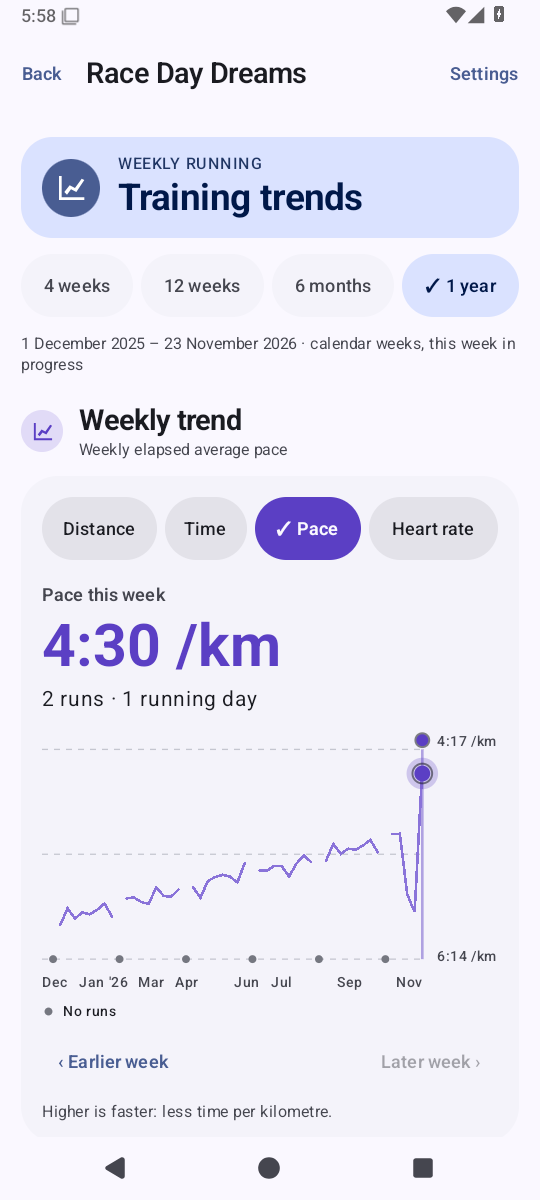 5:58
Back
Race Day Dreams
Settings
WEEKLY RUNNING
Training trends
4 weeks
12 weeks
6 months
✓ 1 year
1 December 2025 – 23 November 2026 · calendar weeks, this week in
progress
Weekly trend
Weekly elapsed average pace
Distance
Time
✓ Pace
Heart rate
Pace this week
4:30 /km
2 runs · 1 running day
4:17 /km
6:14 /km
Dec Jan '26 Mar Apr Jun Jul Sep Nov
No runs
‹ Earlier week
Later week ›
Higher is faster: less time per kilometre.